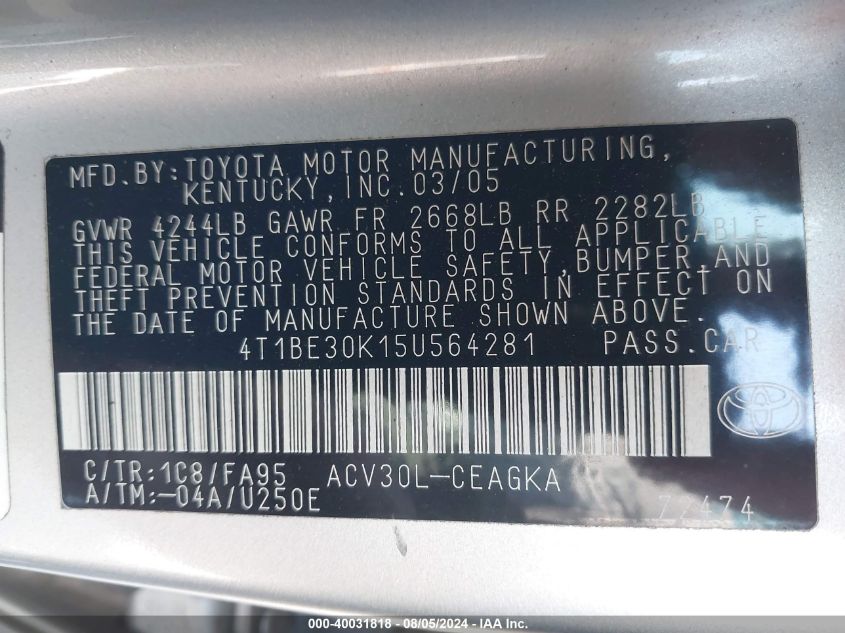 MFD.BY:TOYOTA MOTOR MANUFACTURING,
KENTUCKY,INC.03/05
GVWR 4244LB GAWR FR 2668LB RR 2282LB
THIS VEHICLE CONFORMS TO ALL APPLICABLE
FEDERAL MOTOR VEHICLE SAFETY,BUMPER,AND
THEFT PREVENTION STANDARDS IN EFFECT ON
THE DATE OF MANUFACTURE SHOWN ABOVE.
4T1BE30K15U564281 PASS.CAR
C/TR:1C8/FA95 ACV30L-CEAGKA
A/TM:-04A/U250E 72474
000-40031818 - 08/05/2024 - IAA Inc.